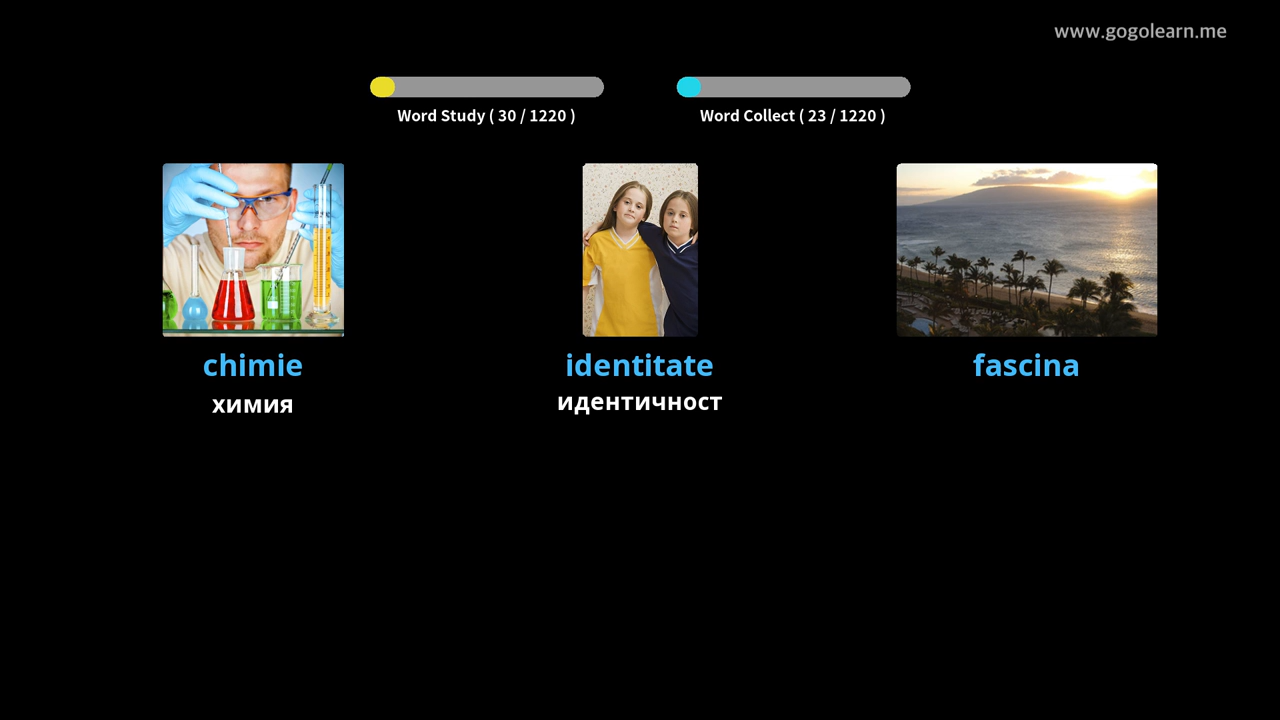 www.gogolearn.me
Word Study ( 30 / 1220 )
Word Collect ( 23 / 1220 )
chimie
identitate
fascina
химия
идентичност